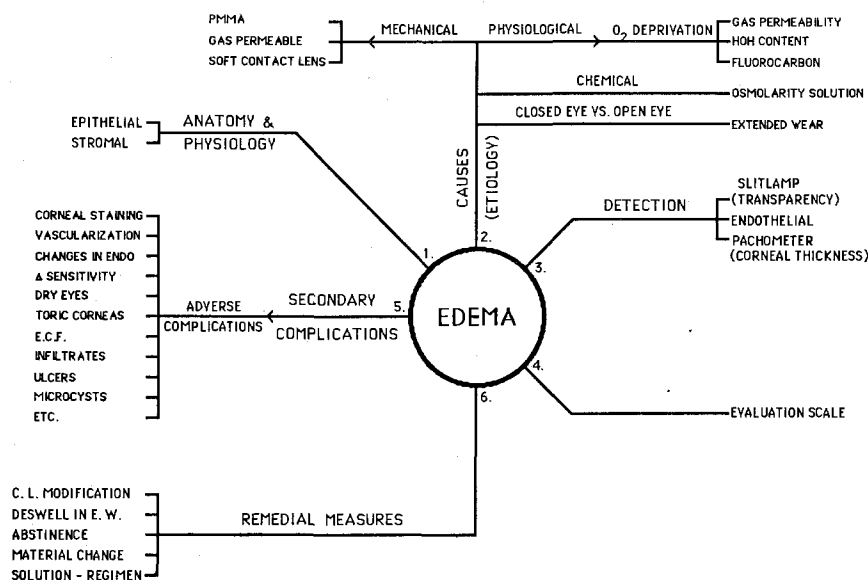 PMMA
GAS PERMEABLE
SOFT CONTACT LENS
MECHANICAL
PHYSIOLOGICAL
O2 DEPRIVATION
GAS PERMEABILITY
HOH CONTENT
FLUOROCARBON
CHEMICAL
OSMOLARITY SOLUTION
CLOSED EYE VS. OPEN EYE
EXTENDED WEAR
CAUSES
(ETIOLOGY)
2.
EPITHELIAL
STROMAL
ANATOMY &
PHYSIOLOGY
1.
DETECTION
3.
SLITLAMP
(TRANSPARENCY)
ENDOTHELIAL
PACHOMETER
(CORNEAL THICKNESS)
EDEMA
4.
EVALUATION SCALE
5.
SECONDARY
COMPLICATIONS
ADVERSE
COMPLICATIONS
CORNEAL STAINING
VASCULARIZATION
CHANGES IN ENDO
Δ SENSITIVITY
DRY EYES
TORIC CORNEAS
E.C.F.
INFILTRATES
ULCERS
MICROCYSTS
ETC.
6.
REMEDIAL MEASURES
C. L. MODIFICATION
DESWELL IN E. W.
ABSTINENCE
MATERIAL CHANGE
SOLUTION - REGIMEN